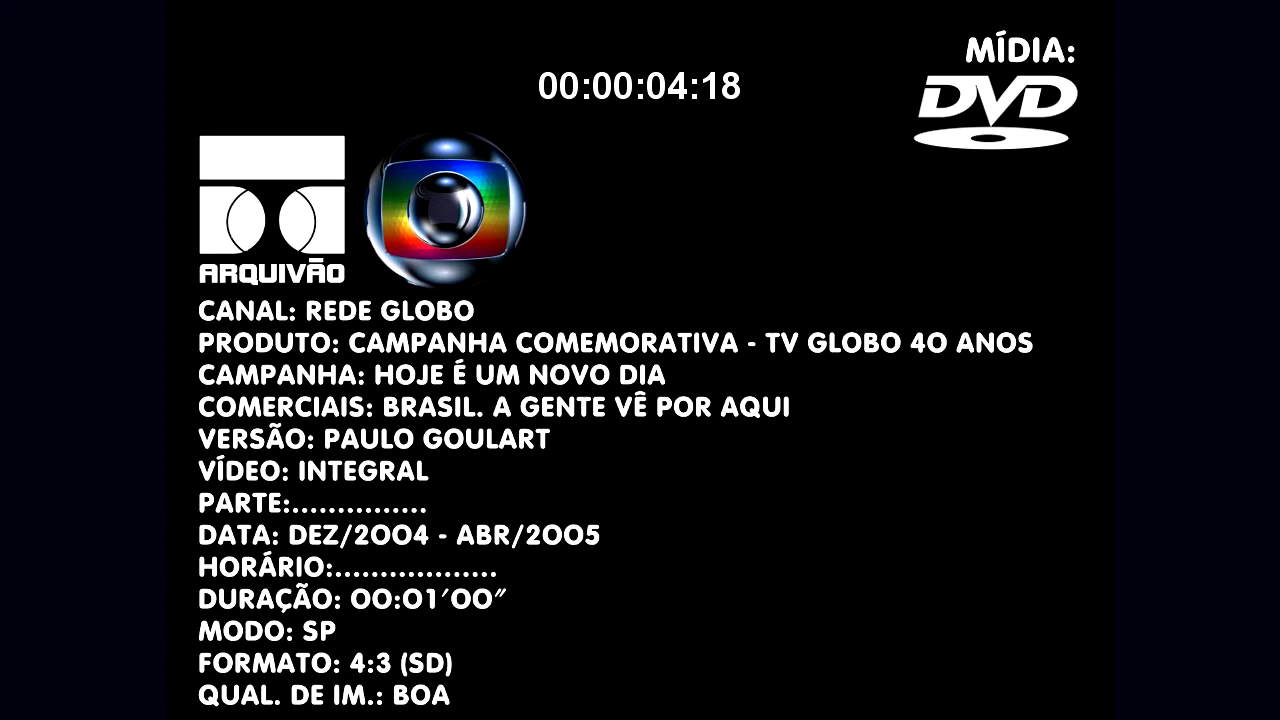 MÍDIA:
DVD
00:00:04:18
ARQUIVÃO
CANAL: REDE GLOBO
PRODUTO: CAMPANHA COMEMORATIVA - TV GLOBO 40 ANOS
CAMPANHA: HOJE É UM NOVO DIA
COMERCIAIS: BRASIL. A GENTE VÊ POR AQUI
VERSÃO: PAULO GOULART
VÍDEO: INTEGRAL
PARTE:...............
DATA: DEZ/2004 - ABR/2005
HORÁRIO:..................
DURAÇÃO: 00:01'00"
MODO: SP
FORMATO: 4:3 (SD)
QUAL. DE IM.: BOA